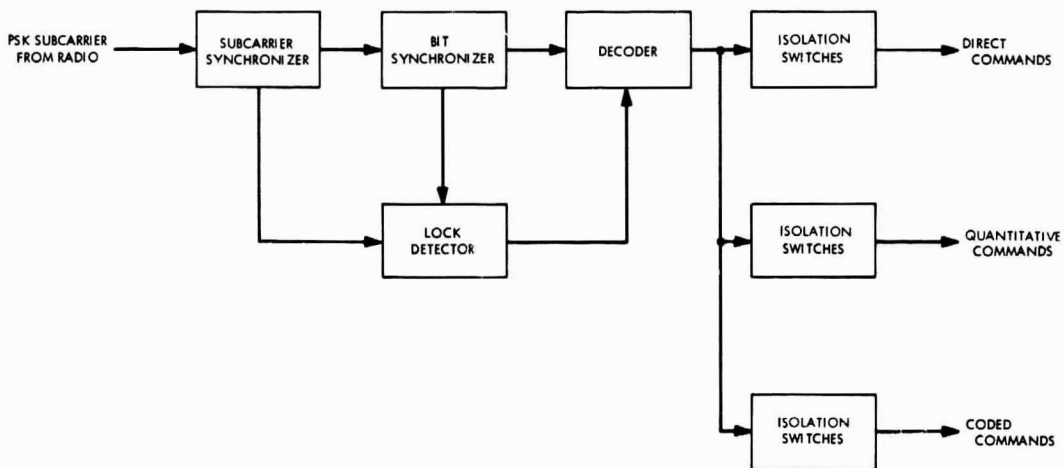 PSK SUBCARRIER
FROM RADIO
SUBCARRIER
SYNCHRONIZER
BIT
SYNCHRONIZER
DECODER
ISOLATION
SWITCHES
DIRECT
COMMANDS
LOCK
DETECTOR
ISOLATION
SWITCHES
QUANTITATIVE
COMMANDS
ISOLATION
SWITCHES
CODED
COMMANDS